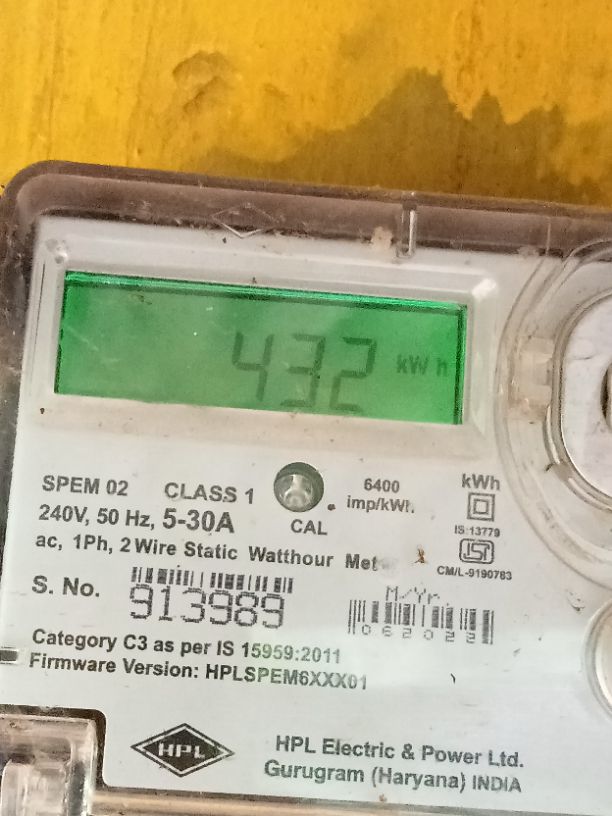 432 kWh
SPEM 02 CLASS 1
6400
imp/kWh.
kWh
240V, 50 Hz, 5-30A
CAL
IS:13779
ac, 1Ph, 2 Wire Static Watthour Met
ISI
CM/L-9190763
S. No.
913989
M/Yr
062022
Category C3 as per IS 15959:2011
Firmware Version: HPLSPEM6XXX01
HPL
HPL Electric & Power Ltd.
Gurugram (Haryana) INDIA